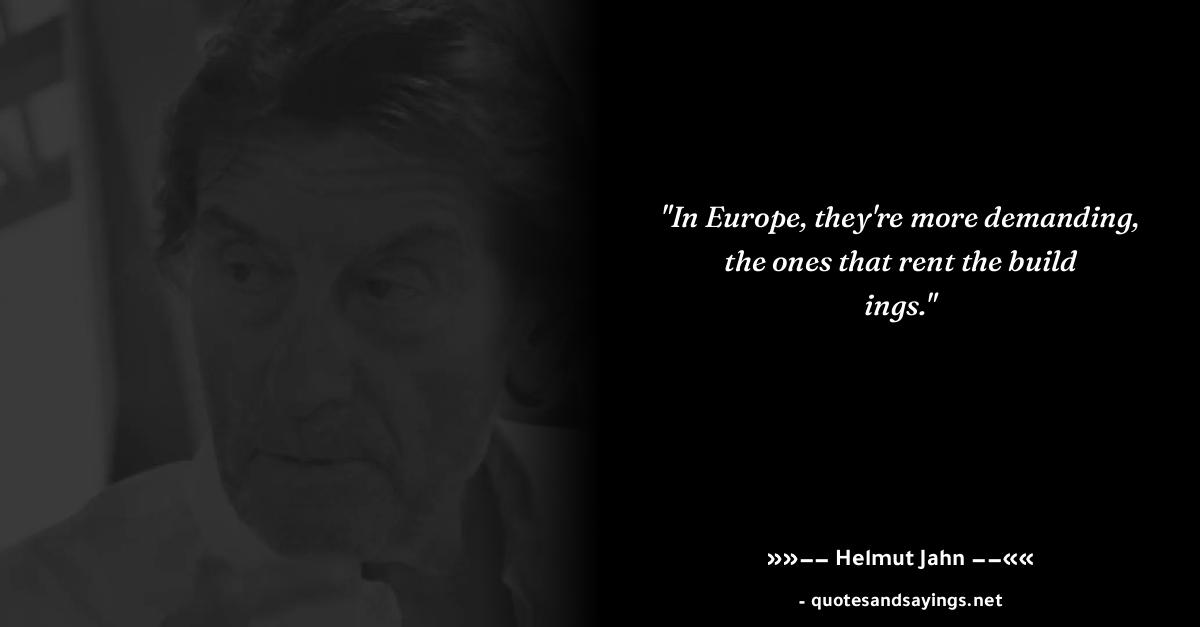 "In Europe, they're more demanding,
the ones that rent the build
ings."
»»–– Helmut Jahn ––««
- quotesandsayings.net